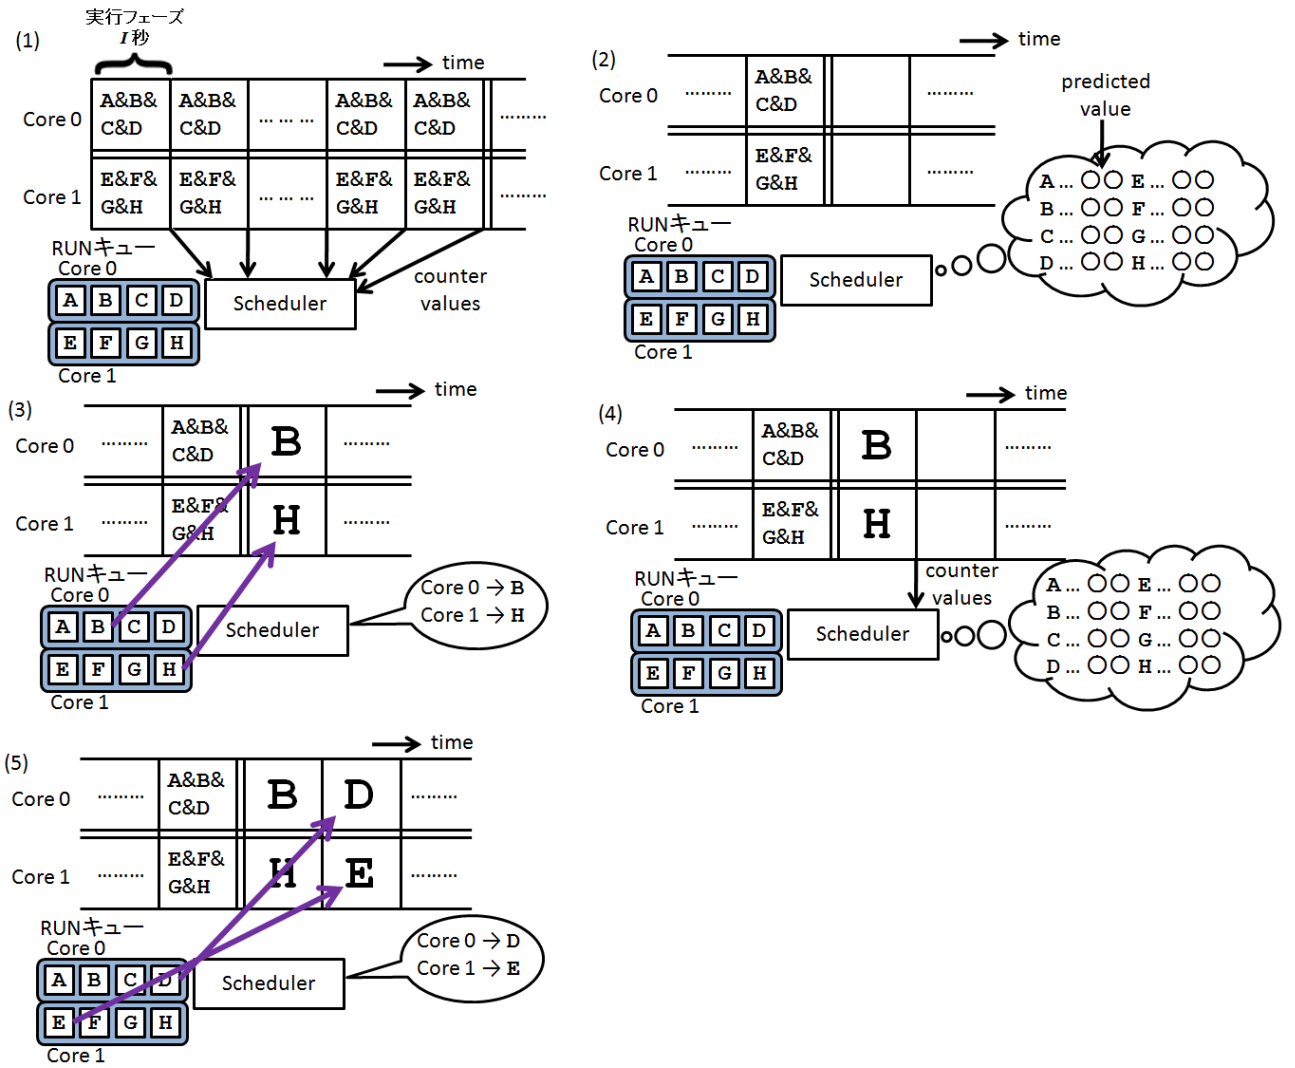 (1)
実行フェーズ
I 秒
time
Core 0
A&B&
C&D
A&B&
C&D
... ... ...
A&B&
C&D
A&B&
C&D
.........
Core 1
E&F&
G&H
E&F&
G&H
... ... ...
E&F&
G&H
E&F&
G&H
.........
RUNキュー
Core 0
A B C D
E F G H
Core 1
Scheduler
counter
values
(2)
time
Core 0
.........
A&B&
C&D
.........
Core 1
.........
E&F&
G&H
.........
predicted
value
A ... ○○ E ... ○○
B ... ○○ F ... ○○
C ... ○○ G ... ○○
D ... ○○ H ... ○○
RUNキュー
Core 0
A B C D
E F G H
Core 1
Scheduler
(3)
time
Core 0
.........
A&B&
C&D
B
.........
Core 1
.........
E&F&
G&H
H
.........
RUNキュー
Core 0
A B C D
E F G H
Core 1
Scheduler
Core 0 → B
Core 1 → H
(4)
time
Core 0
.........
A&B&
C&D
B
.........
Core 1
.........
E&F&
G&H
H
.........
RUNキュー
Core 0
A B C D
E F G H
Core 1
Scheduler
counter
values
A ... ○○ E ... ○○
B ... ○○ F ... ○○
C ... ○○ G ... ○○
D ... ○○ H ... ○○
(5)
time
Core 0
.........
A&B&
C&D
B
D
.........
Core 1
.........
E&F&
G&H
H
E
.........
RUNキュー
Core 0
A B C D
E F G H
Core 1
Scheduler
Core 0 → D
Core 1 → E